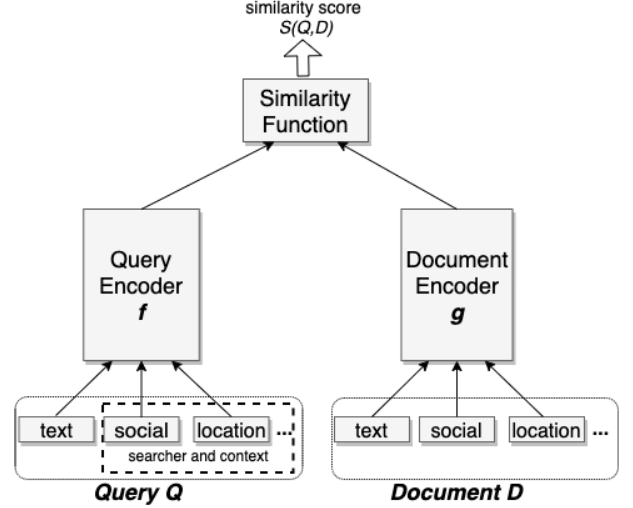 similarity score
S(Q,D)
Similarity
Function
Query
Encoder
f
Document
Encoder
g
text
social
location
...
searcher and context
text
social
location
...
Query Q
Document D